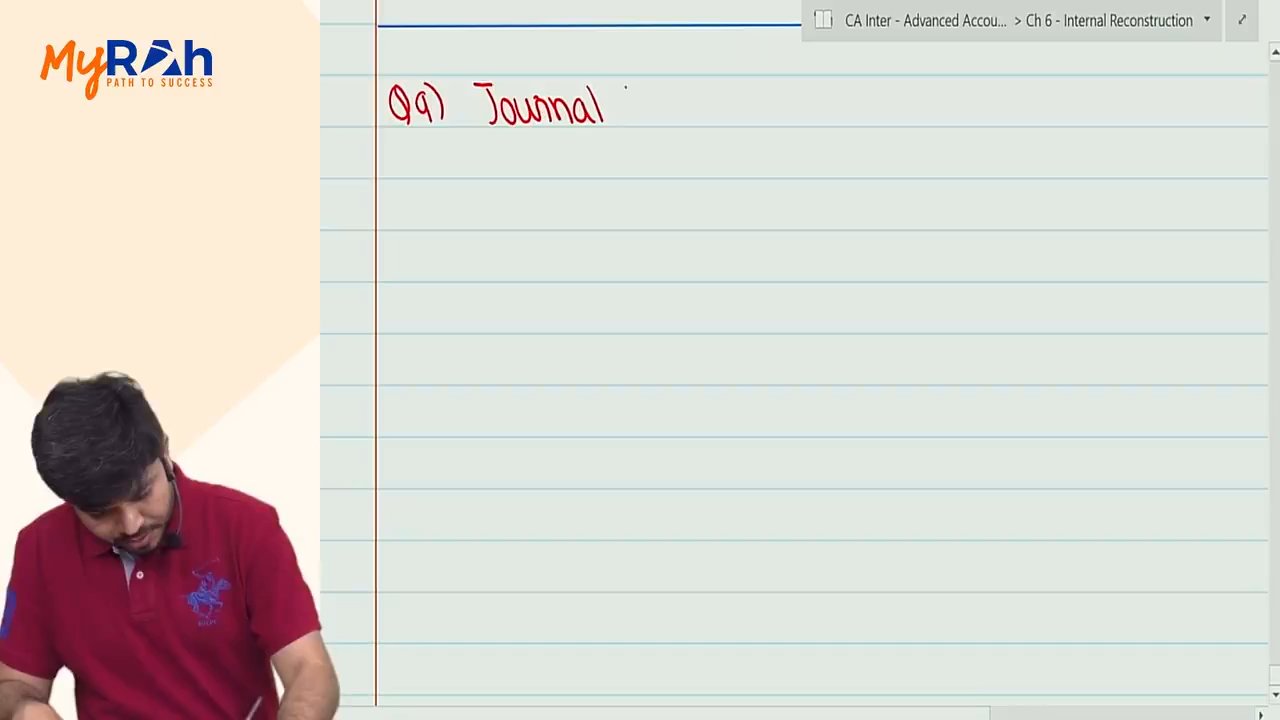 MyRAh
PATH TO SUCCESS
CA Inter - Advanced Accou... > Ch 6 - Internal Reconstruction
Q9) Journal